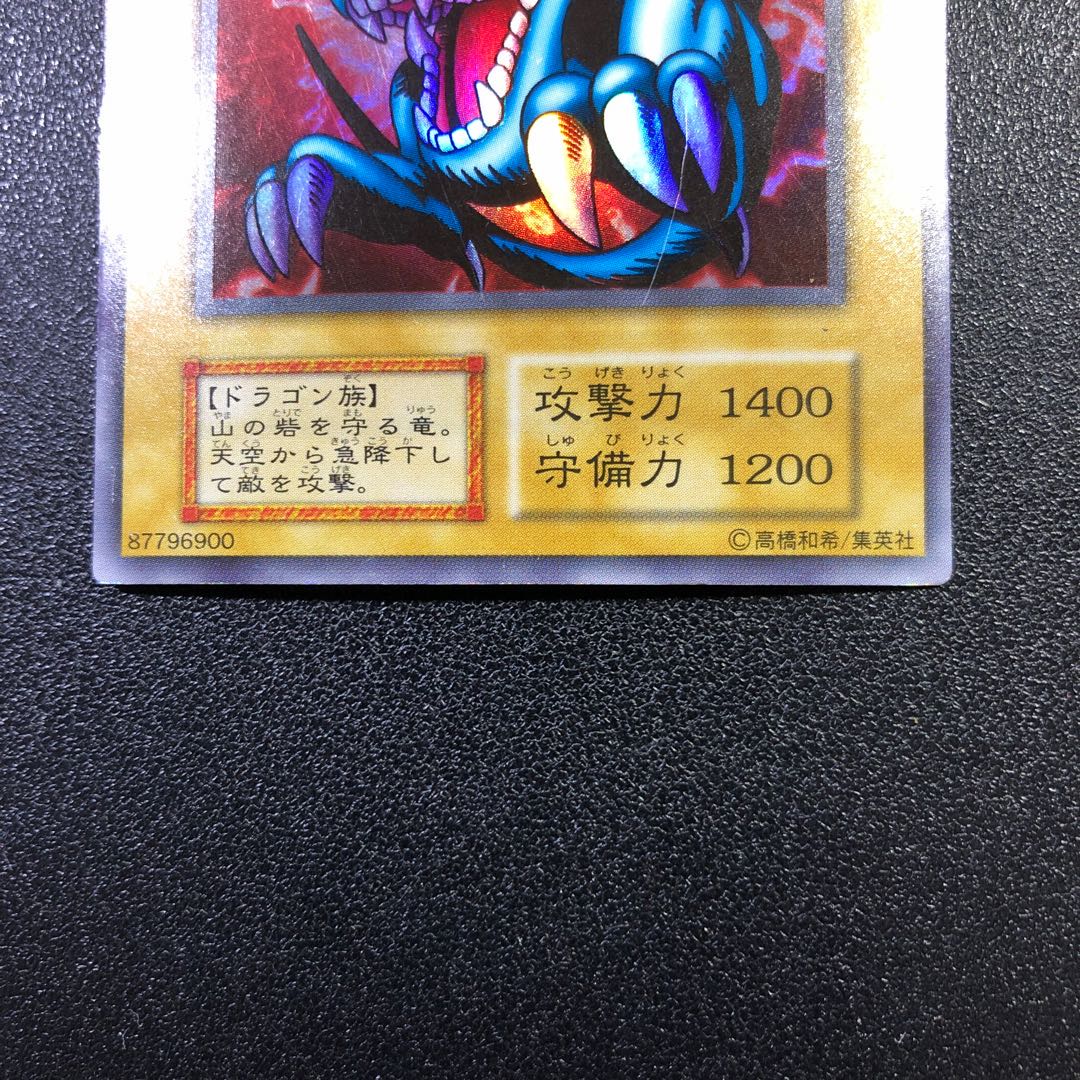 【ドラゴン族】
山の砦を守る竜。
天空から急降下し
て敵を攻撃。
攻撃力 1400
守備力 1200
87796900
©高橋和希/集英社